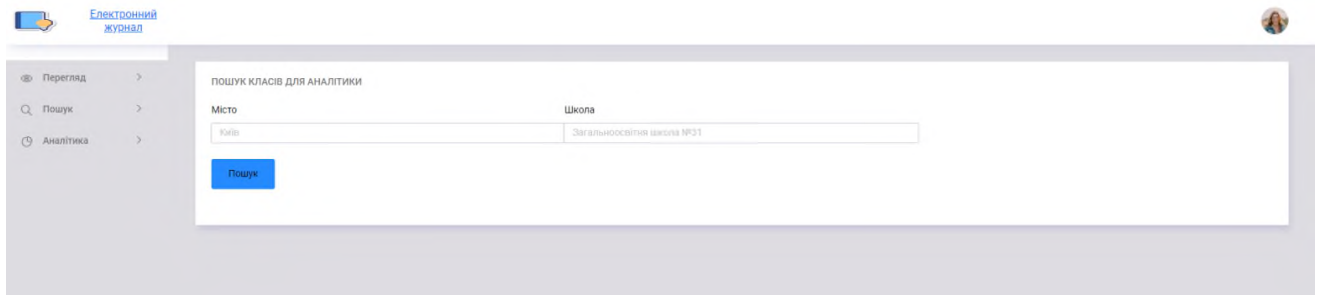 Електронний
журнал
Перегляд
Пошук
Аналітика
ПОШУК КЛАСІВ ДЛЯ АНАЛІТИКИ
Місто
Школа
Київ
Загальноосвітня школа №31
Пошук